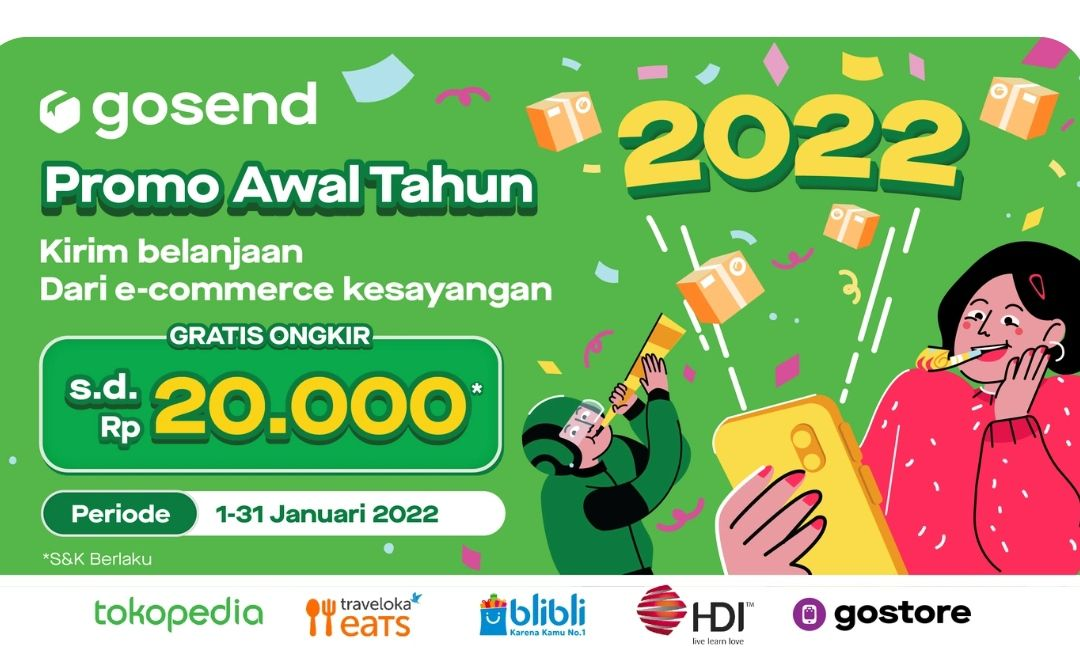 gosend
Promo Awal Tahun
Kirim belanjaan
Dari e-commerce kesayangan
GRATIS ONGKIR
s.d.
Rp 20.000*
Periode 1-31 Januari 2022
*S&K Berlaku
2022
tokopedia
traveloka
eats
blibli
Karena Kamu No.1
HDI™
live learn love
gostore